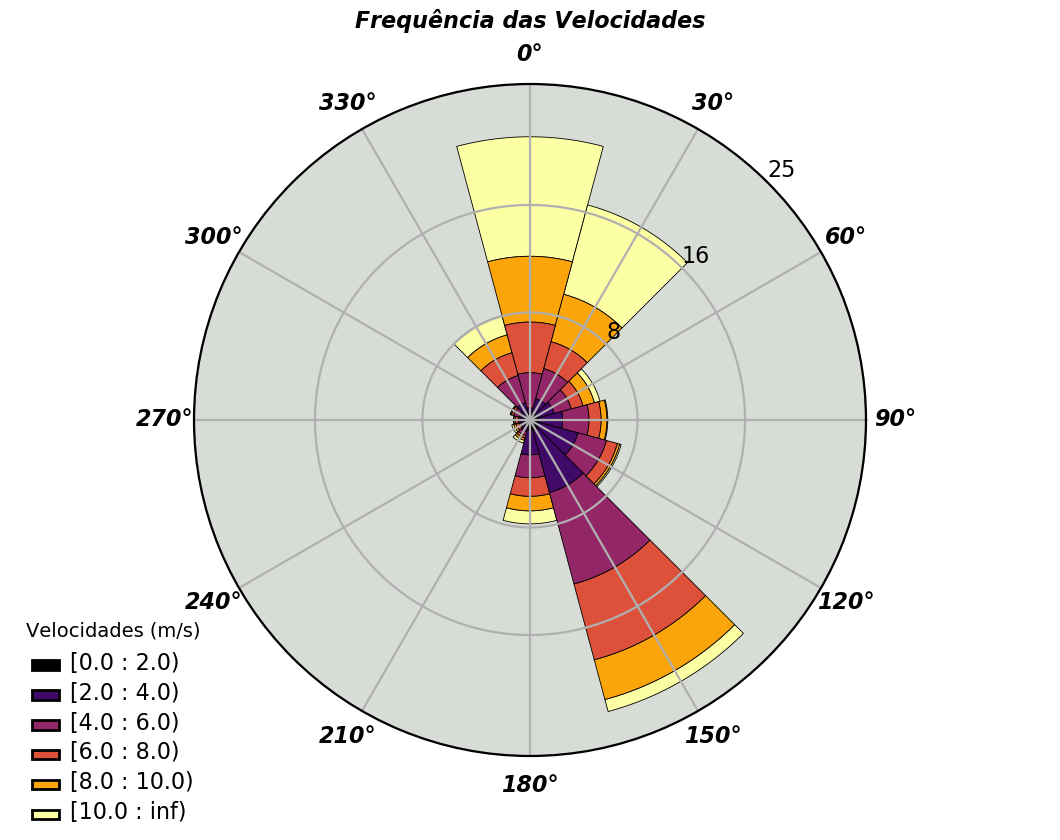 Frequência das Velocidades
0°
30°
60°
90°
120°
150°
180°
210°
240°
270°
300°
330°
8
16
25
Velocidades (m/s)
[0.0 : 2.0)
[2.0 : 4.0)
[4.0 : 6.0)
[6.0 : 8.0)
[8.0 : 10.0)
[10.0 : inf)